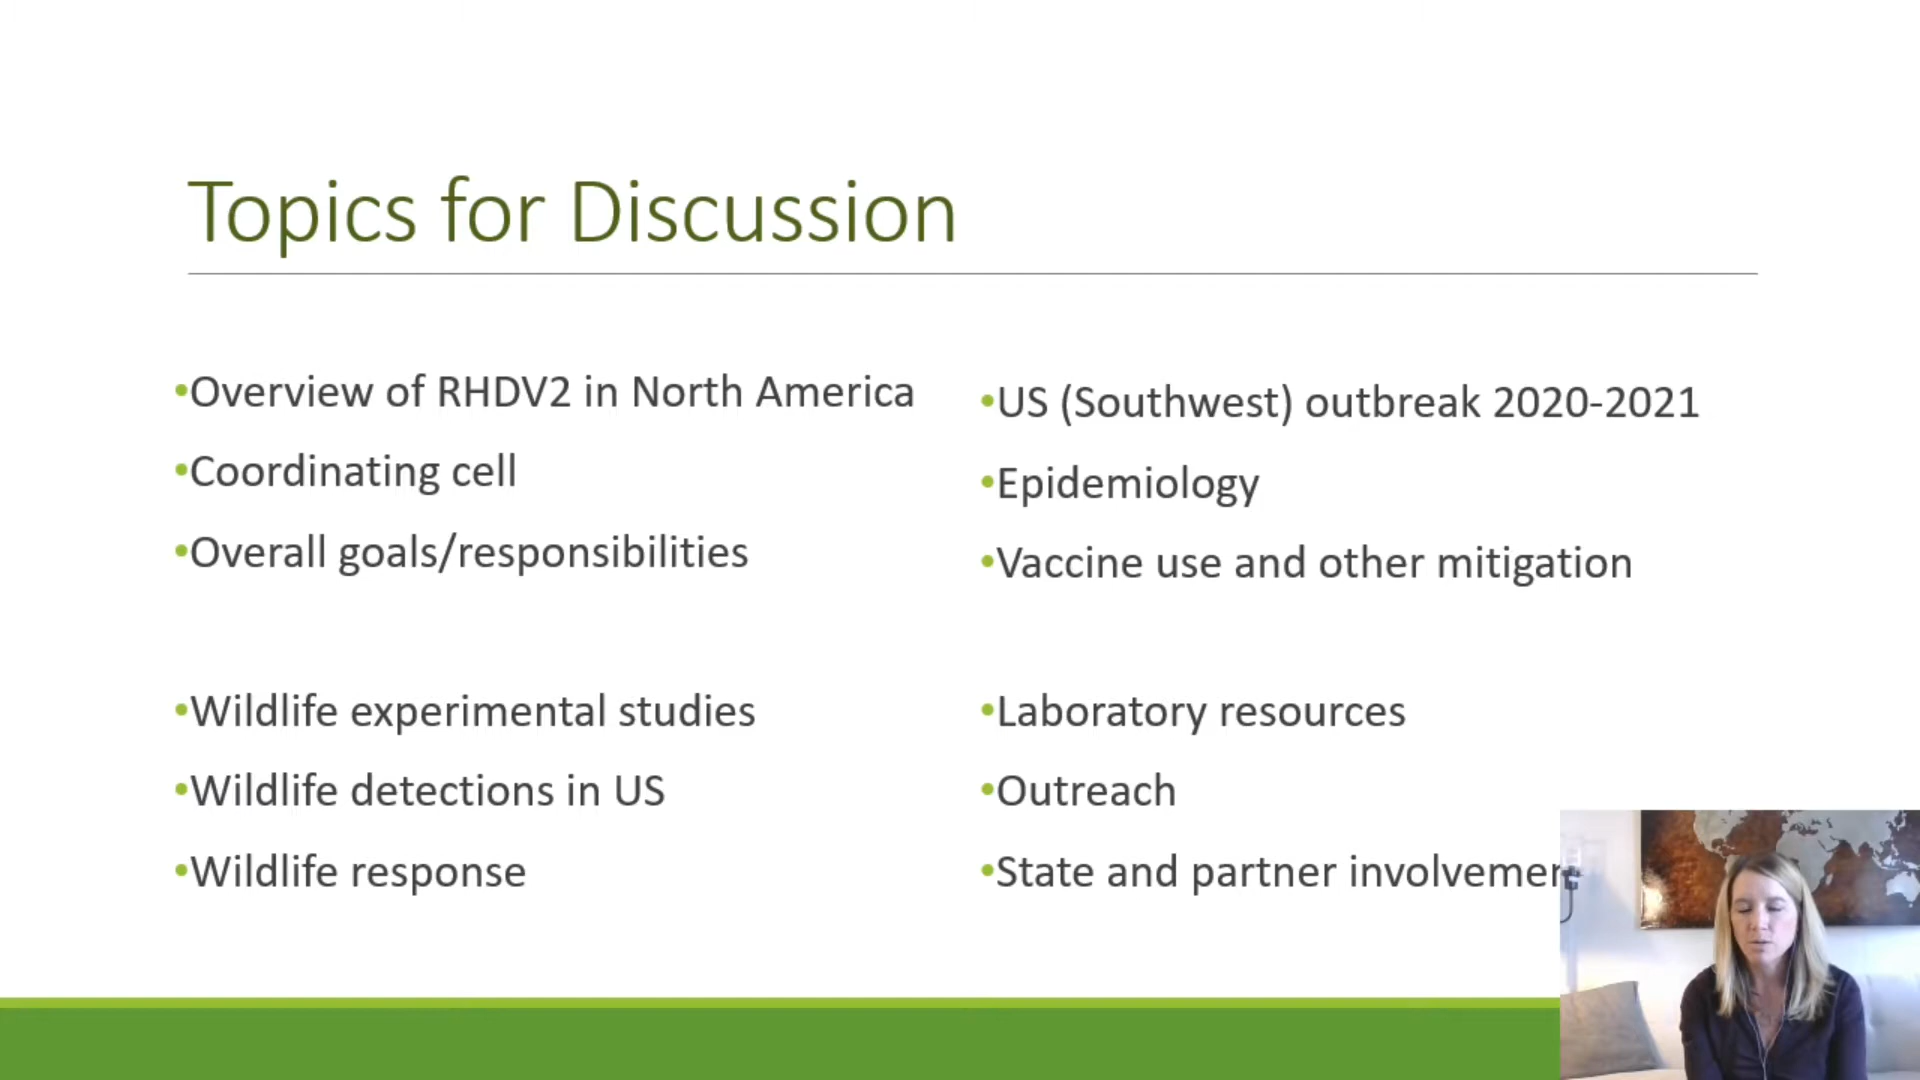 Topics for Discussion
•Overview of RHDV2 in North America
•Coordinating cell
•Overall goals/responsibilities
•Wildlife experimental studies
•Wildlife detections in US
•Wildlife response
•US (Southwest) outbreak 2020-2021
•Epidemiology
•Vaccine use and other mitigation
•Laboratory resources
•Outreach
•State and partner